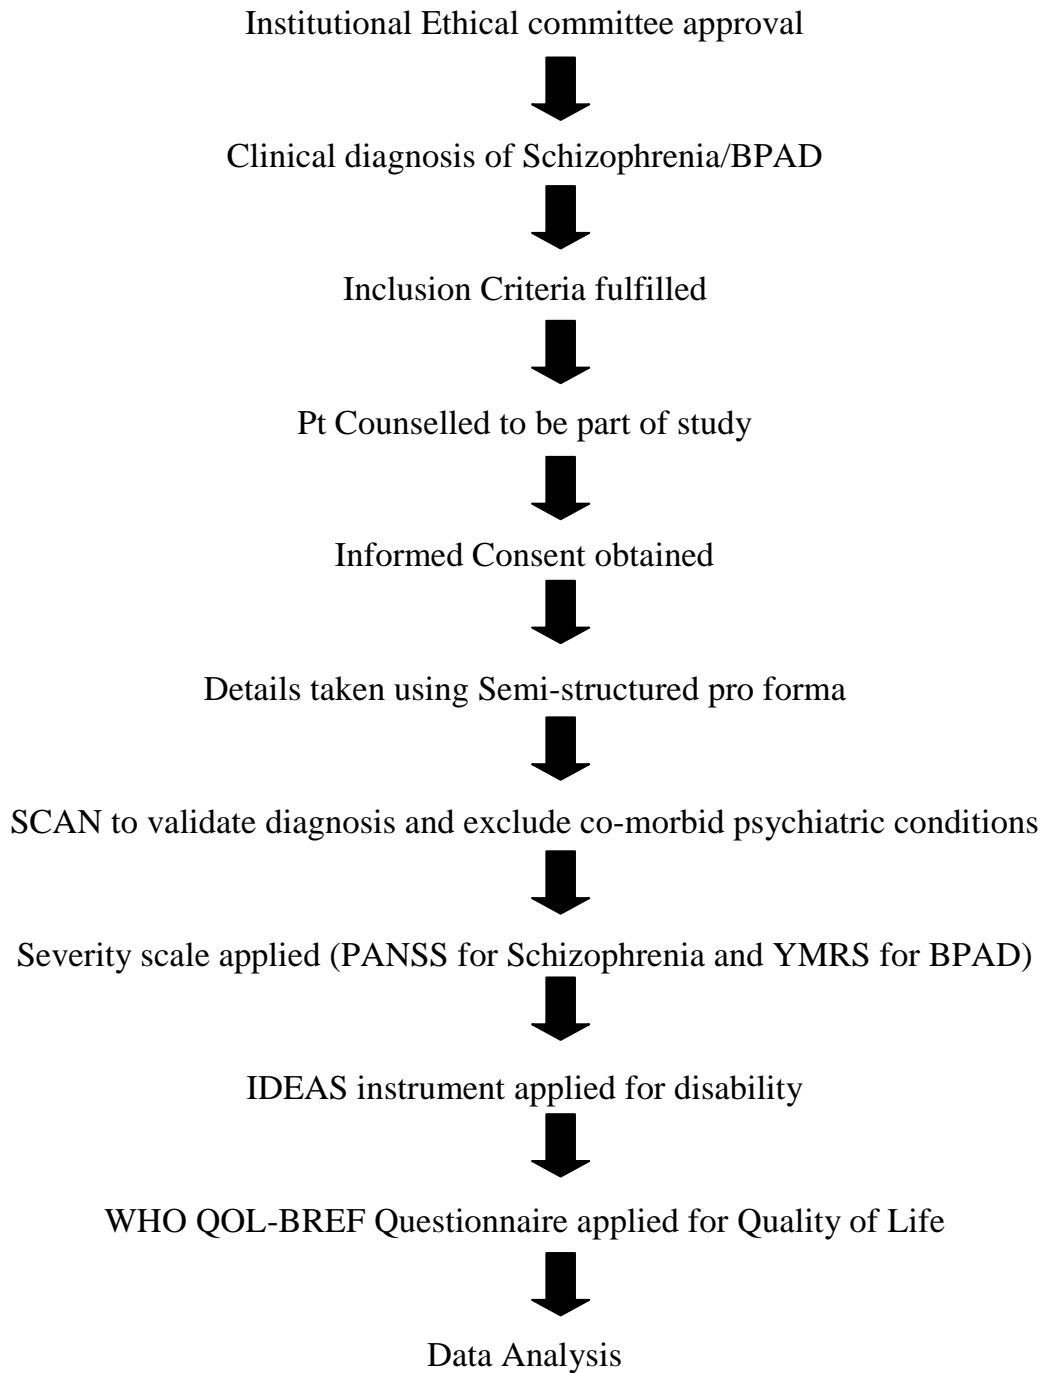 Institutional Ethical committee approval
Clinical diagnosis of Schizophrenia/BPAD
Inclusion Criteria fulfilled
Pt Counselled to be part of study
Informed Consent obtained
Details taken using Semi-structured pro forma
SCAN to validate diagnosis and exclude co-morbid psychiatric conditions
Severity scale applied (PANSS for Schizophrenia and YMRS for BPAD)
IDEAS instrument applied for disability
WHO QOL-BREF Questionnaire applied for Quality of Life
Data Analysis